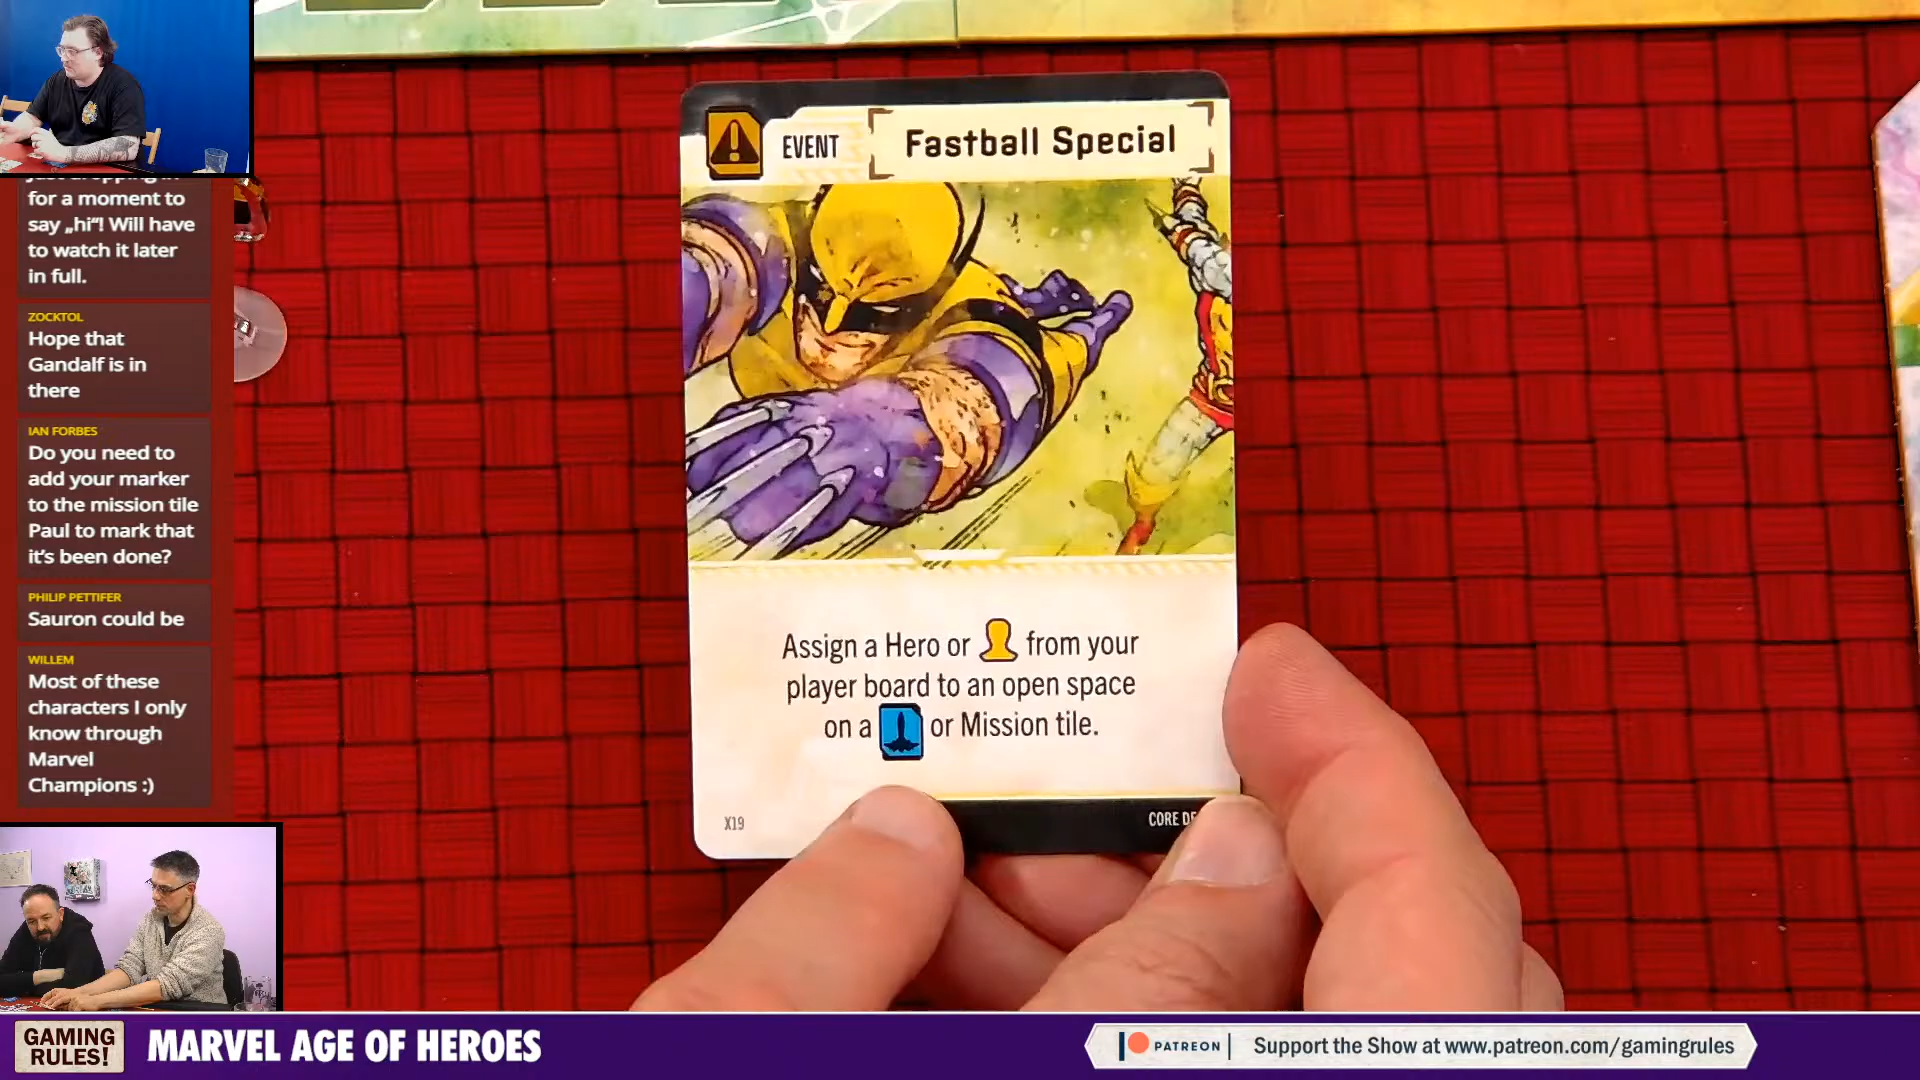 for a moment to
say „hi“! Will have
to watch it later
in full.
ZOCKTOL
Hope that
Gandalf is in
there
IAN FORBES
Do you need to
add your marker
to the mission tile
Paul to mark that
it's been done?
PHILIP PETTIFER
Sauron could be
WILLEM
Most of these
characters I only
know through
Marvel
Champions :)
EVENT
Fastball Special
Assign a Hero or from your
player board to an open space
on a or Mission tile.
X19
CORE
GAMING
RULES!
MARVEL AGE OF HEROES
PATREON
Support the Show at www.patreon.com/gamingrules